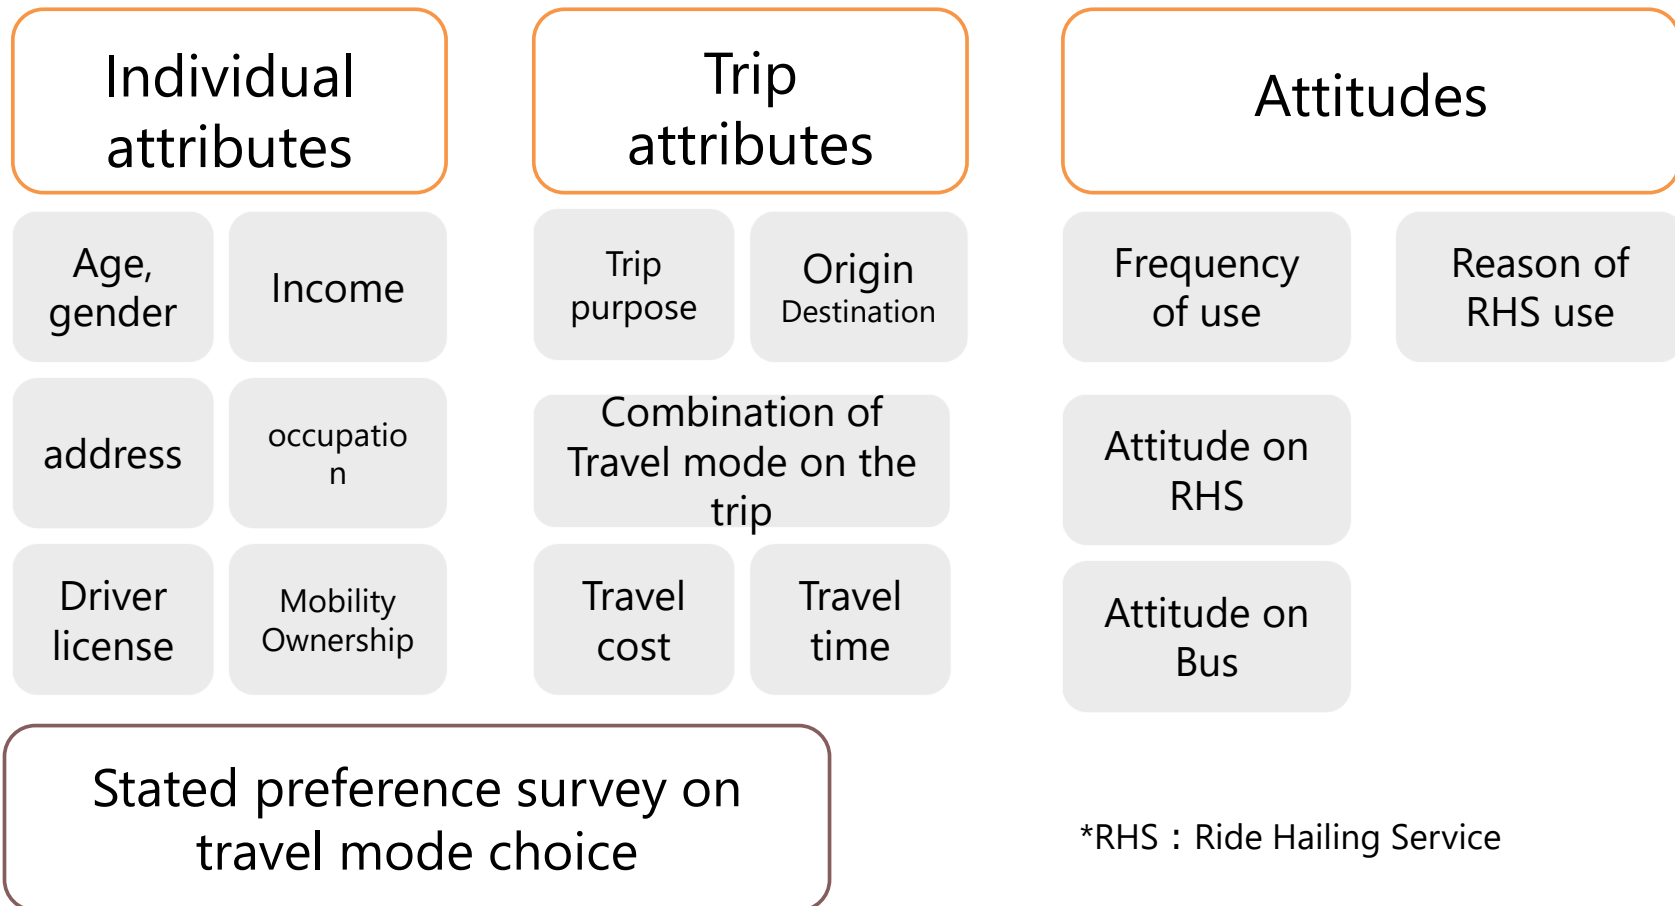 Individual
attributes
Trip
attributes
Attitudes
Age,
gender
Income
address
occupatio
n
Driver
license
Mobility
Ownership
Trip
purpose
Origin
Destination
Combination of
Travel mode on the
trip
Travel
cost
Travel
time
Frequency
of use
Reason of
RHS use
Attitude on
RHS
Attitude on
Bus
Stated preference survey on
travel mode choice
*RHS：Ride Hailing Service